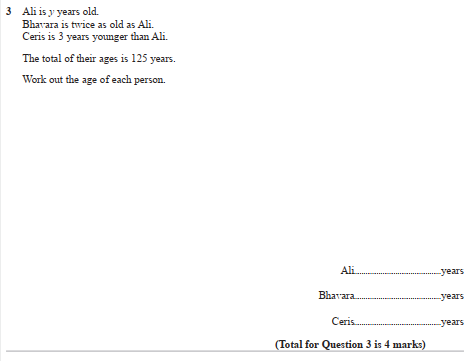 3 Ali is y years old.
Bhavara is twice as old as Ali.
Ceris is 3 years younger than Ali.
The total of their ages is 125 years.
Work out the age of each person.
Ali..............................years
Bhavara..............................years
Ceris..............................years
(Total for Question 3 is 4 marks)